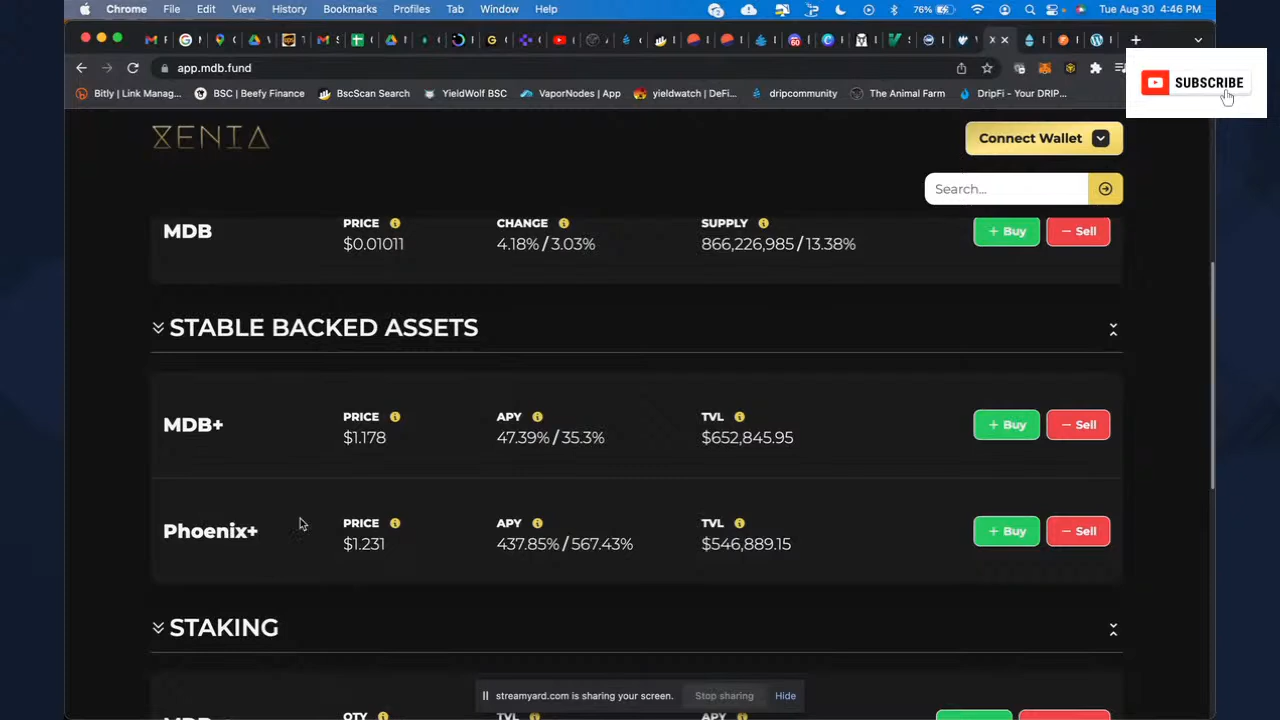 Chrome File Edit View History Bookmarks Profiles Tab Window Help 76% Tue Aug 30 4:46 PM
app.mdb.fund
SUBSCRIBE
Bitly | Link Manag... BSC | Beefy Finance BscScan Search YieldWolf BSC VaporNodes | App yieldwatch | DeFi... dripcommunity The Animal Farm DripFi - Your DRIP...
XENIA
Connect Wallet
Search...
MDB
PRICE CHANGE SUPPLY
$0.01011 4.18% / 3.03% 866,226,985 / 13.38%
+ Buy − Sell
STABLE BACKED ASSETS
MDB+
PRICE APY TVL
$1.178 47.39% / 35.3% $652,845.95
+ Buy − Sell
Phoenix+
PRICE APY TVL
$1.231 437.85% / 567.43% $546,889.15
+ Buy − Sell
STAKING
streamyard.com is sharing your screen. Stop sharing Hide
QTY TVL APY